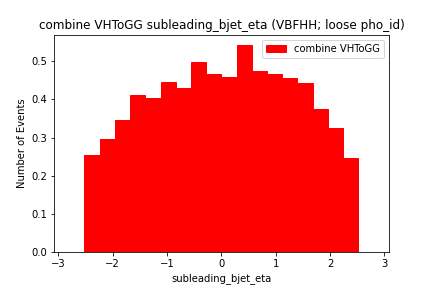 combine VHToGG subleading_bjet_eta (VBFHH; loose pho_id)
combine VHToGG
Number of Events
0.5
0.4
0.3
0.2
0.1
0.0
−3 −2 −1 0 1 2 3
subleading_bjet_eta